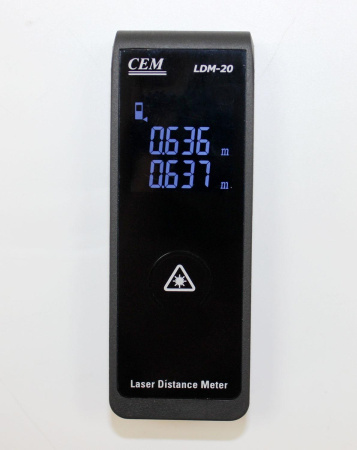 CEM LDM-20
0.636 m
0.637 m
Laser Distance Meter